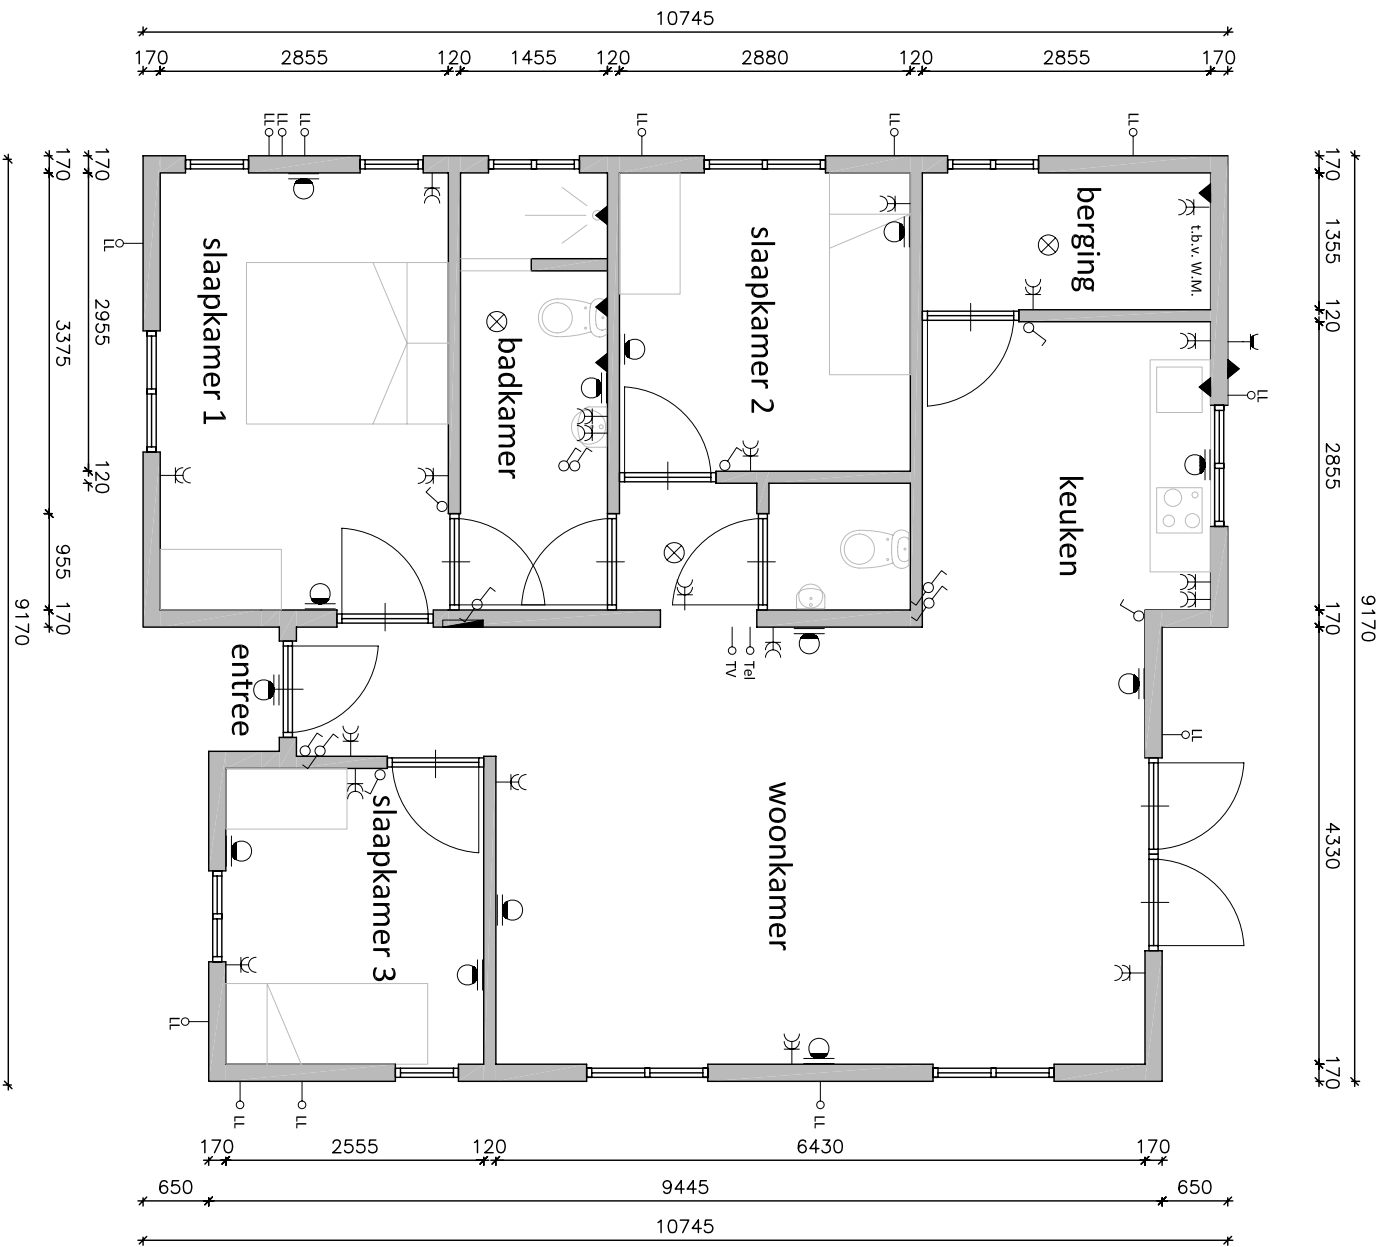 10745
170 2855 120 1455 120 2880 120 2855 170
LL LL LL LL LL LL
170 170
170
LL
2955
3375
120
955
170
9170
170
1355
120
2855
170
4330
170
9170
slaapkamer 1
badkamer
slaapkamer 2
berging
t.b.v. W.M.
LL
keuken
entree
TV Tel
LL
slaapkamer 3
woonkamer
LL
LL LL LL
170 2555 120 6430 170
650 9445 650
10745